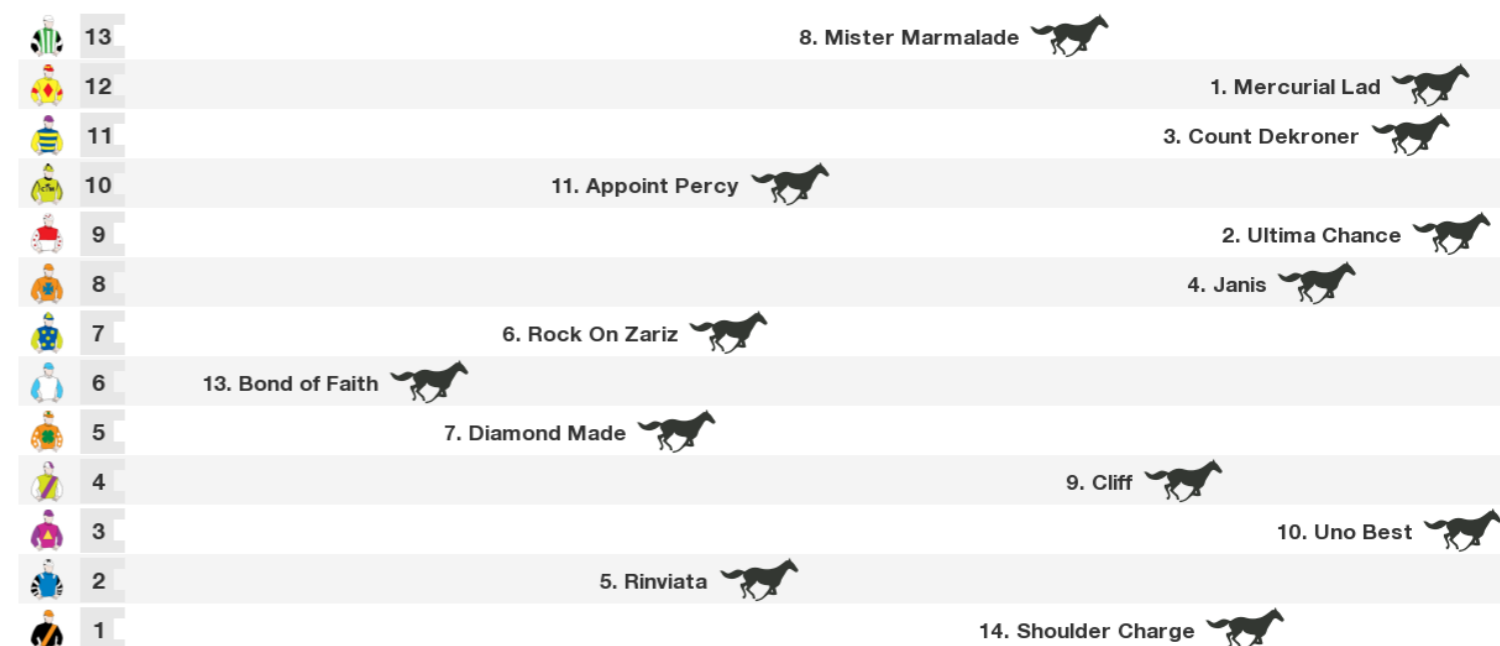 13 8. Mister Marmalade
12 1. Mercurial Lad
11 3. Count Dekroner
10 11. Appoint Percy
9 2. Ultima Chance
8 4. Janis
7 6. Rock On Zariz
6 13. Bond of Faith
5 7. Diamond Made
4 9. Cliff
3 10. Uno Best
2 5. Rinviata
1 14. Shoulder Charge